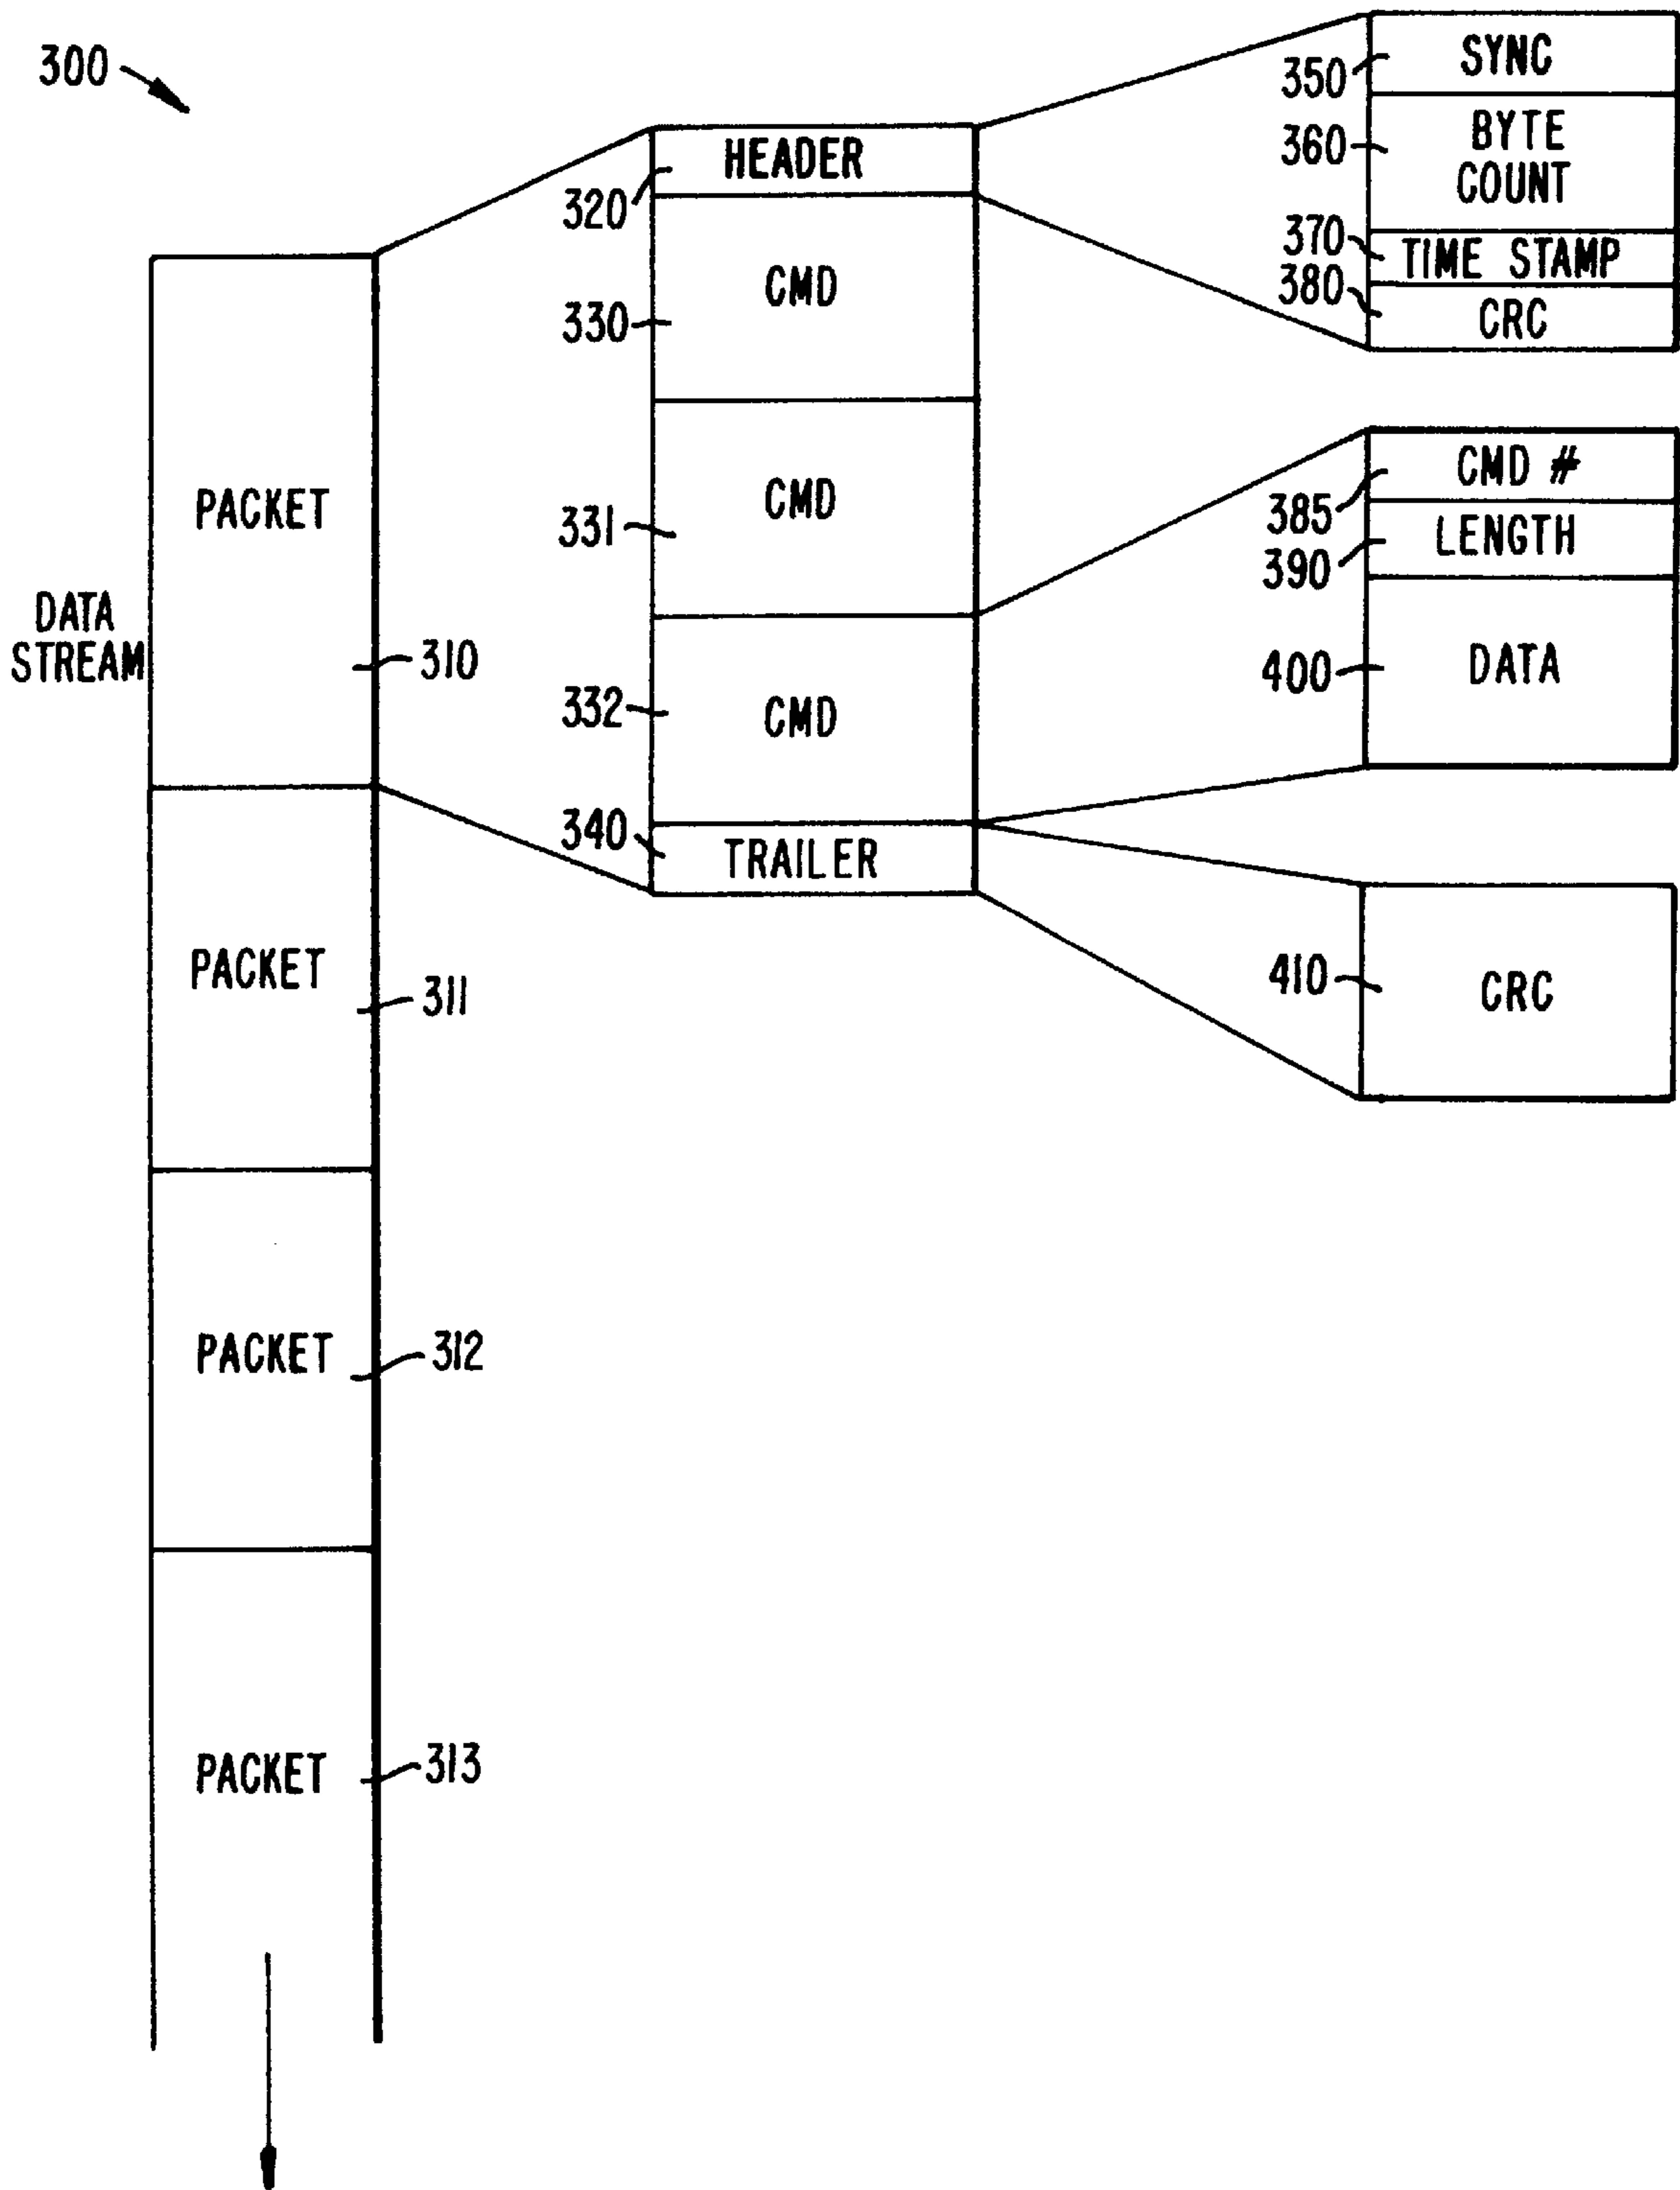 300
DATA
STREAM
PACKET
310
PACKET
311
PACKET
312
PACKET
313
HEADER
320
CMD
330
CMD
331
CMD
332
TRAILER
340
SYNC
350
BYTE
COUNT
360
TIME STAMP
370
CRC
380
CMD #
385
LENGTH
390
DATA
400
CRC
410